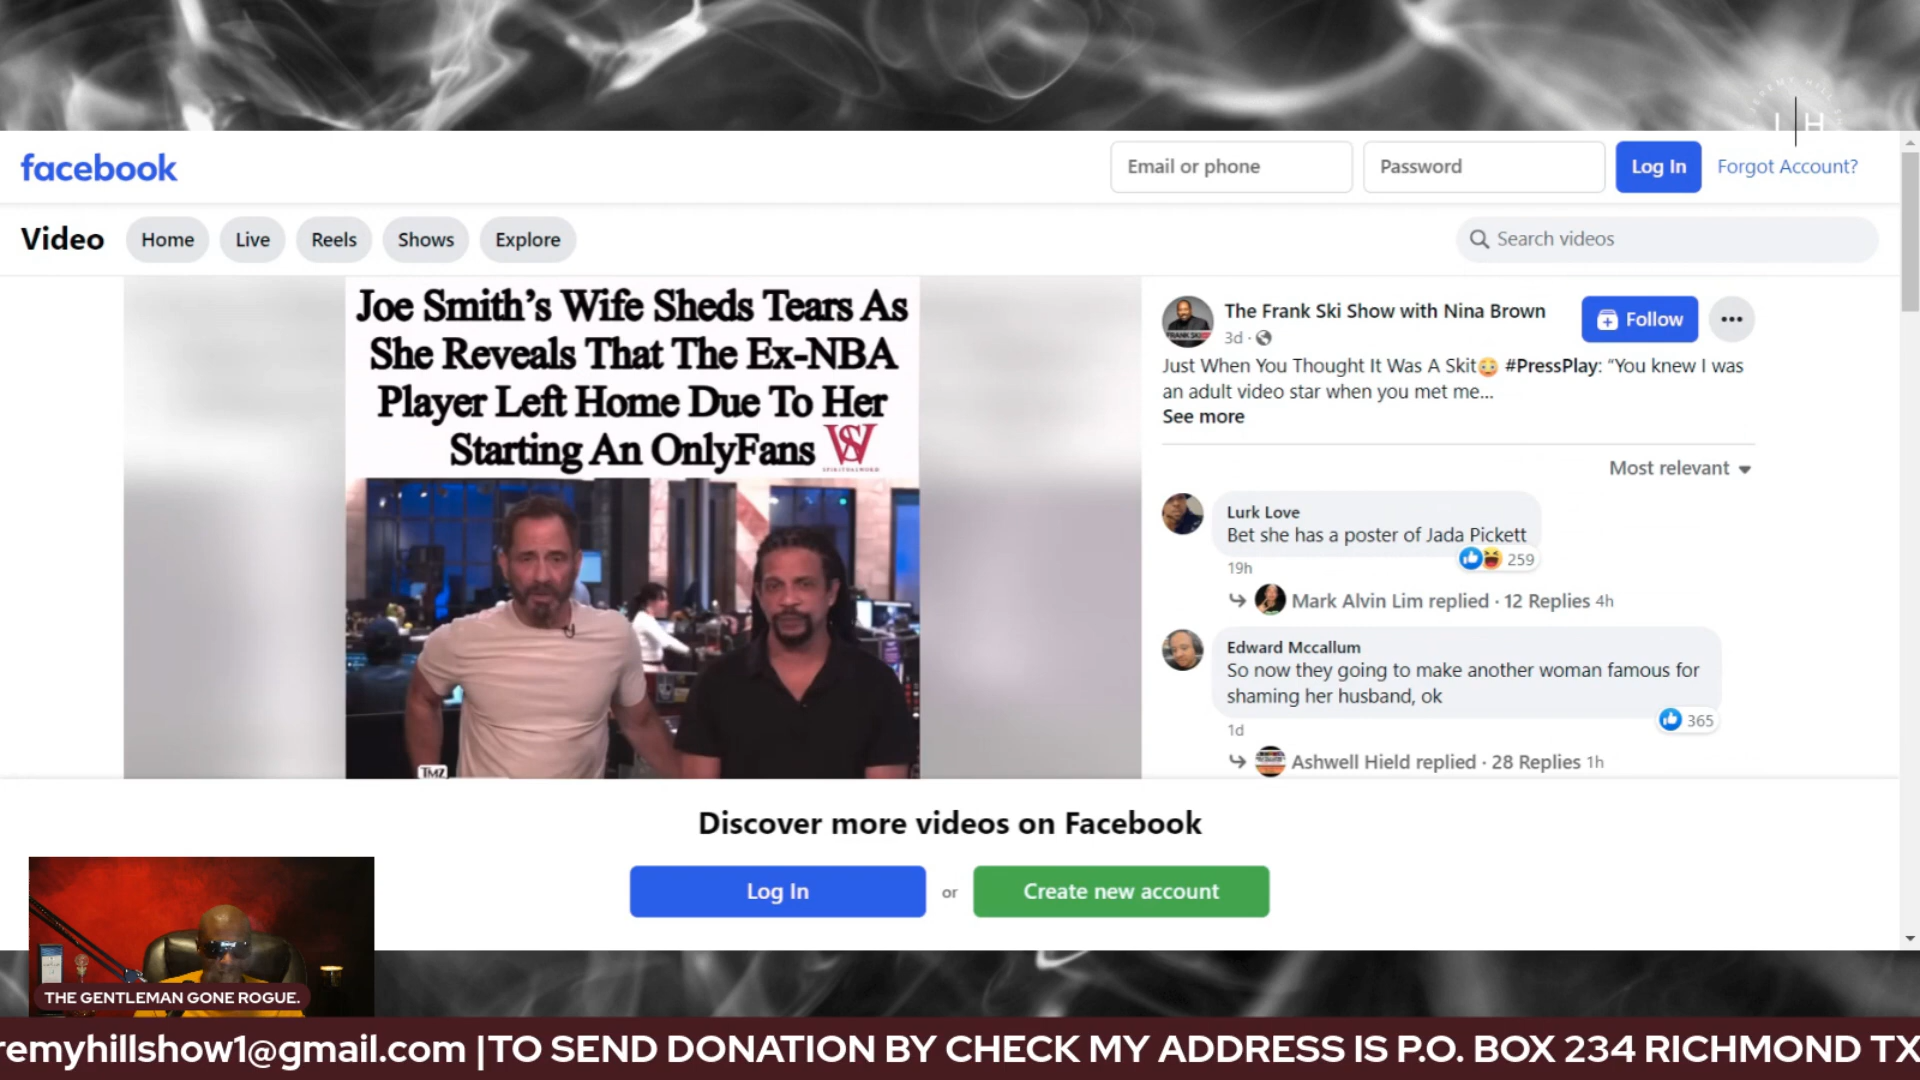 JEREMY HILL
J H
facebook
Email or phone
Password
Log In
Forgot Account?
Video
Home
Live
Reels
Shows
Explore
Search videos
Joe Smith’s Wife Sheds Tears As
She Reveals That The Ex-NBA
Player Left Home Due To Her
Starting An OnlyFans
SW
SPIRITUALWORD
TMZ
The Frank Ski Show with Nina Brown
3d ·
Follow
Just When You Thought It Was A Skit😳 #PressPlay: “You knew I was
an adult video star when you met me...
See more
Most relevant
Lurk Love
Bet she has a poster of Jada Pickett
259
19h
Mark Alvin Lim replied · 12 Replies 4h
Edward Mccallum
So now they going to make another woman famous for
shaming her husband, ok
365
1d
Ashwell Hield replied · 28 Replies 1h
Discover more videos on Facebook
Log In
or
Create new account
THE GENTLEMAN GONE ROGUE.
remyhillshow1@gmail.com |TO SEND DONATION BY CHECK MY ADDRESS IS P.O. BOX 234 RICHMOND TX